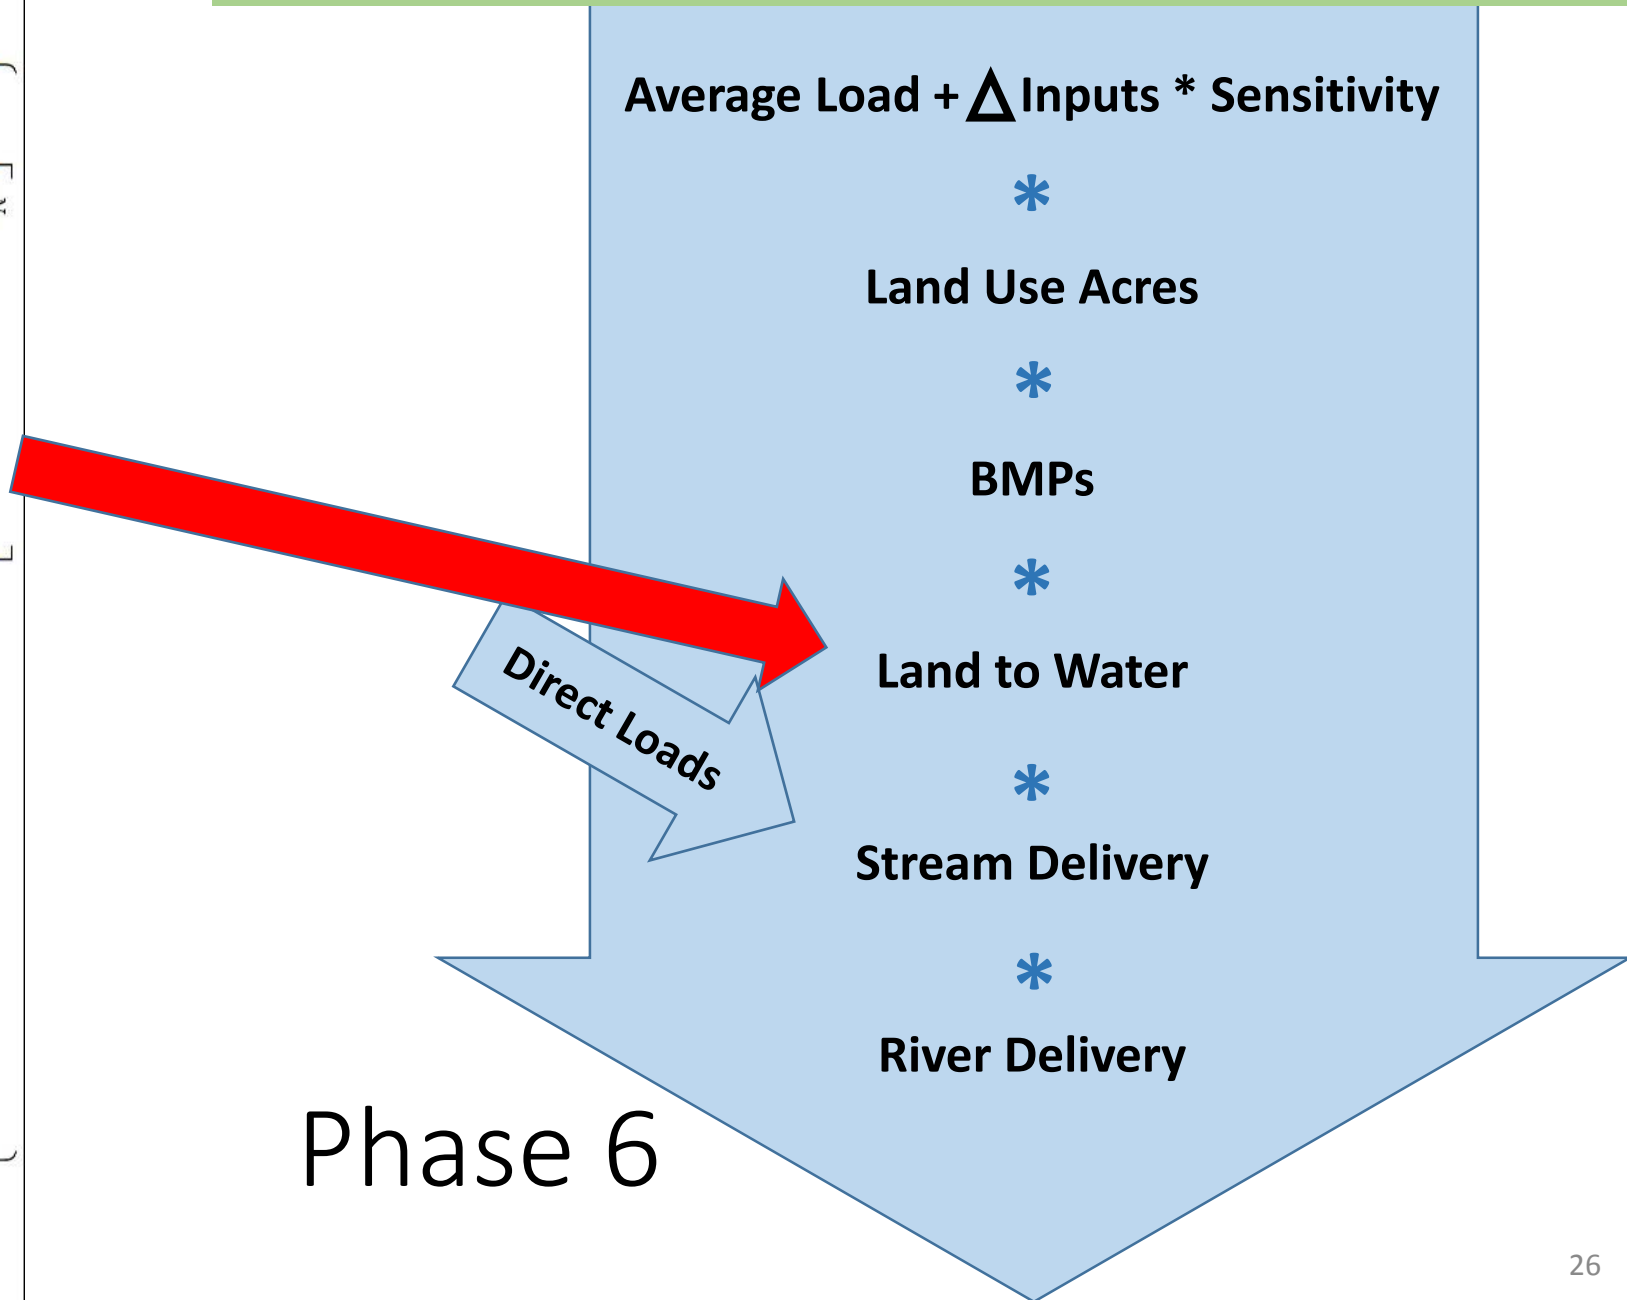 Average Load + Δ Inputs * Sensitivity
*
Land Use Acres
*
BMPs
*
Land to Water
Direct Loads
*
Stream Delivery
*
River Delivery
Phase 6
26